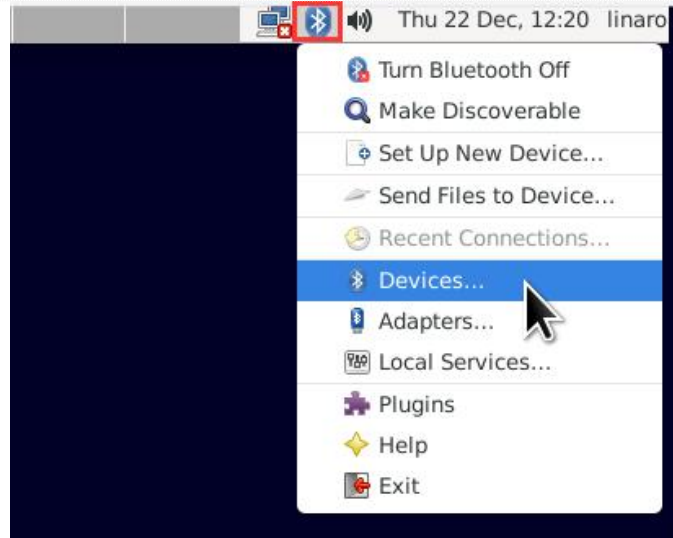 Thu 22 Dec, 12:20 linaro
Turn Bluetooth Off
Make Discoverable
Set Up New Device...
Send Files to Device...
Recent Connections...
Devices...
Adapters...
Local Services...
Plugins
Help
Exit